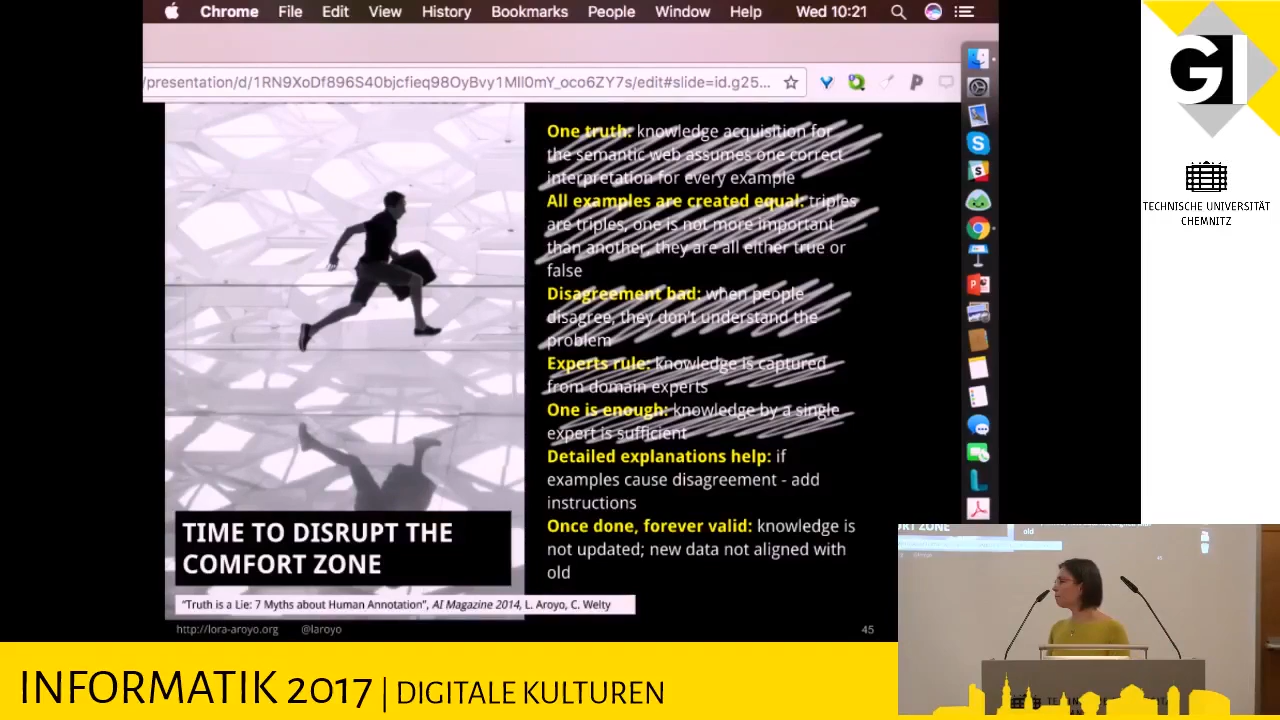 Chrome File Edit View History Bookmarks People Window Help Wed 10:21
/presentation/d/1RN9XoDf896S40bjcfieq98OyBvy1Mll0mY_oco6ZY7s/edit#slide=id.g25...
One truth: knowledge acquisition for
the semantic web assumes one correct
interpretation for every example
All examples are created equal: triples
are triples, one is not more important
than another, they are all either true or
false
Disagreement bad: when people
disagree, they don't understand the
problem
Experts rule: knowledge is captured
from domain experts
One is enough: knowledge by a single
expert is sufficient
Detailed explanations help: if
examples cause disagreement - add
instructions
Once done, forever valid: knowledge is
not updated; new data not aligned with
old
TIME TO DISRUPT THE
COMFORT ZONE
"Truth is a Lie: 7 Myths about Human Annotation", AI Magazine 2014, L. Aroyo, C. Welty
http://lora-aroyo.org @laroyo 45
GI
TECHNISCHE UNIVERSITÄT
CHEMNITZ
INFORMATIK 2017 | DIGITALE KULTUREN